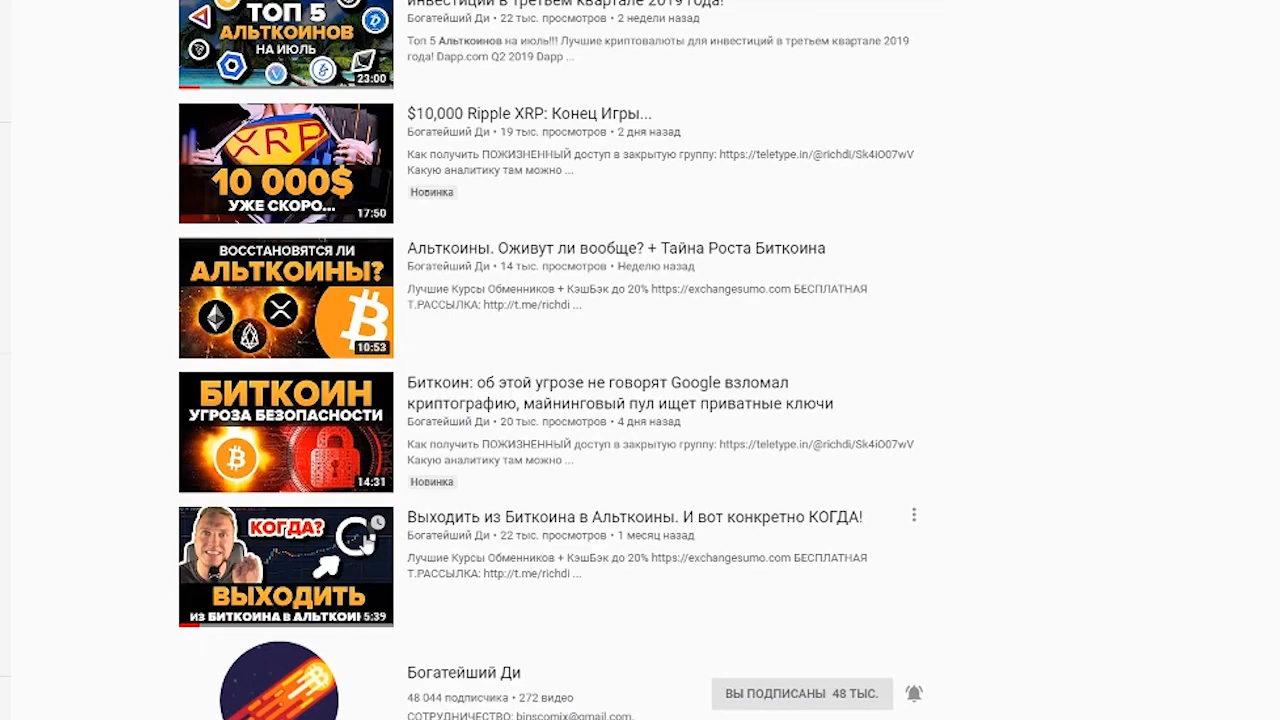 ТОП 5
АЛЬТКОИНОВ
НА ИЮЛЬ
23:00
инвестиций в третьем квартале 2019 года!
Богатейший Ди • 22 тыс. просмотров • 2 недели назад
Топ 5 Альткоинов на июль!!! Лучшие криптовалюты для инвестиций в третьем квартале 2019
года! Dapp.com Q2 2019 Dapp ...
XRP
10 000$
УЖЕ СКОРО...
17:50
$10,000 Ripple XRP: Конец Игры...
Богатейший Ди • 19 тыс. просмотров • 2 дня назад
Как получить ПОЖИЗНЕННЫЙ доступ в закрытую группу: https://teletype.in/@richdi/Sk4iO07wV
Какую аналитику там можно ...
Новинка
ВОССТАНОВЯТСЯ ЛИ
АЛЬТКОИНЫ?
10:53
Альткоины. Оживут ли вообще? + Тайна Роста Биткоина
Богатейший Ди • 14 тыс. просмотров • Неделю назад
Лучшие Курсы Обменников + КэшБэк до 20% https://exchangesumo.com БЕСПЛАТНАЯ
Т.РАССЫЛКА: http://t.me/richdi ...
БИТКОИН
УГРОЗА БЕЗОПАСНОСТИ
14:31
Биткоин: об этой угрозе не говорят Google взломал
криптографию, майнинговый пул ищет приватные ключи
Богатейший Ди • 20 тыс. просмотров • 4 дня назад
Как получить ПОЖИЗНЕННЫЙ доступ в закрытую группу: https://teletype.in/@richdi/Sk4iO07wV
Какую аналитику там можно ...
Новинка
КОГДА?
ВЫХОДИТЬ
ИЗ БИТКОИНА В АЛЬТКОИ
5:39
Выходить из Биткоина в Альткоины. И вот конкретно КОГДА!
Богатейший Ди • 22 тыс. просмотров • 1 месяц назад
Лучшие Курсы Обменников + КэшБэк до 20% https://exchangesumo.com БЕСПЛАТНАЯ
Т.РАССЫЛКА: http://t.me/richdi ...
Богатейший Ди
48 044 подписчика • 272 видео
СОТРУДНИЧЕСТВО: binscomix@gmail.com.
ВЫ ПОДПИСАНЫ 48 ТЫС.